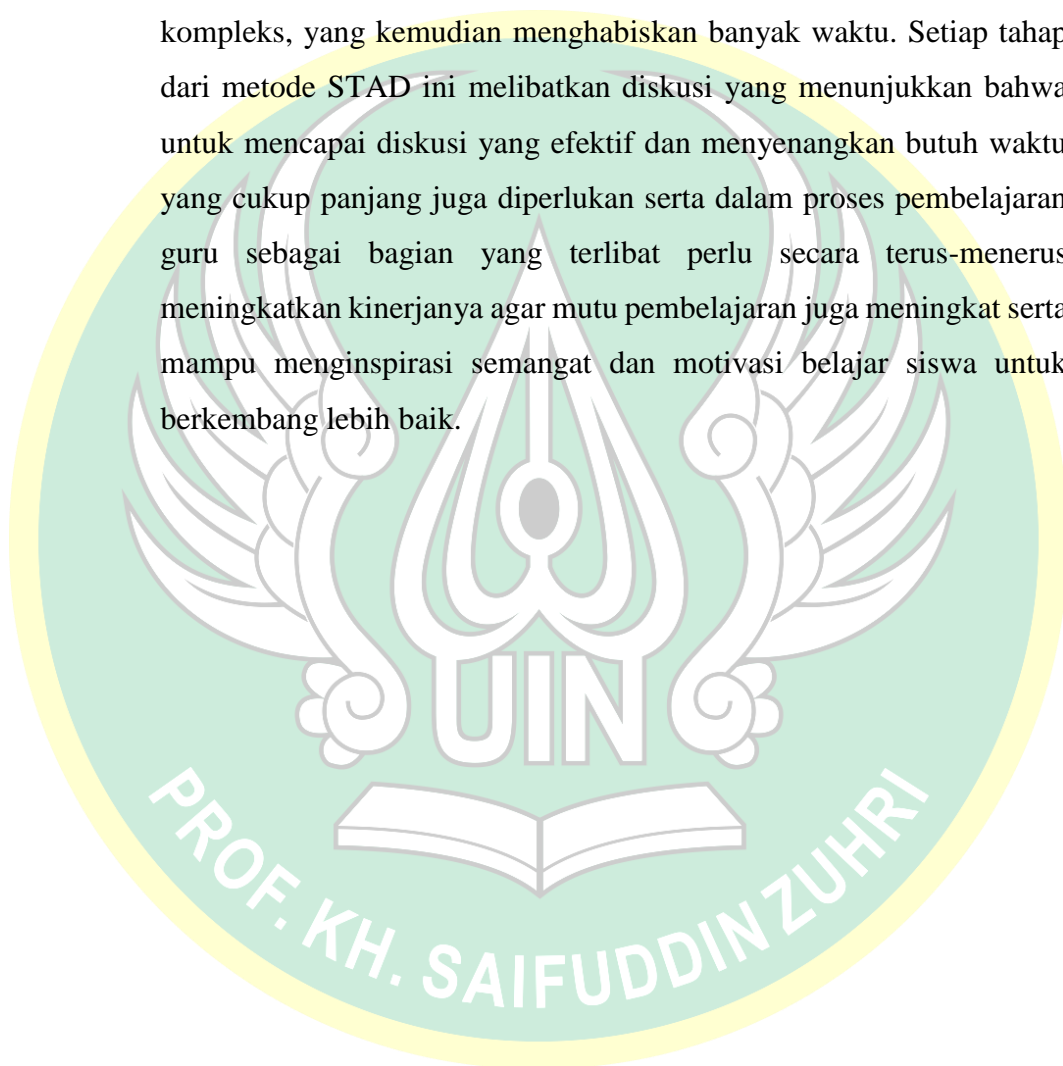 kompleks, yang kemudian menghabiskan banyak waktu. Setiap tahap
dari metode STAD ini melibatkan diskusi yang menunjukkan bahwa
untuk mencapai diskusi yang efektif dan menyenangkan butuh waktu
yang cukup panjang juga diperlukan serta dalam proses pembelajaran
guru sebagai bagian yang terlibat perlu secara terus-menerus
meningkatkan kinerjanya agar mutu pembelajaran juga meningkat serta
mampu menginspirasi semangat dan motivasi belajar siswa untuk
berkembang lebih baik.
UIN
PROF. KH. SAIFUDDIN ZUHRI